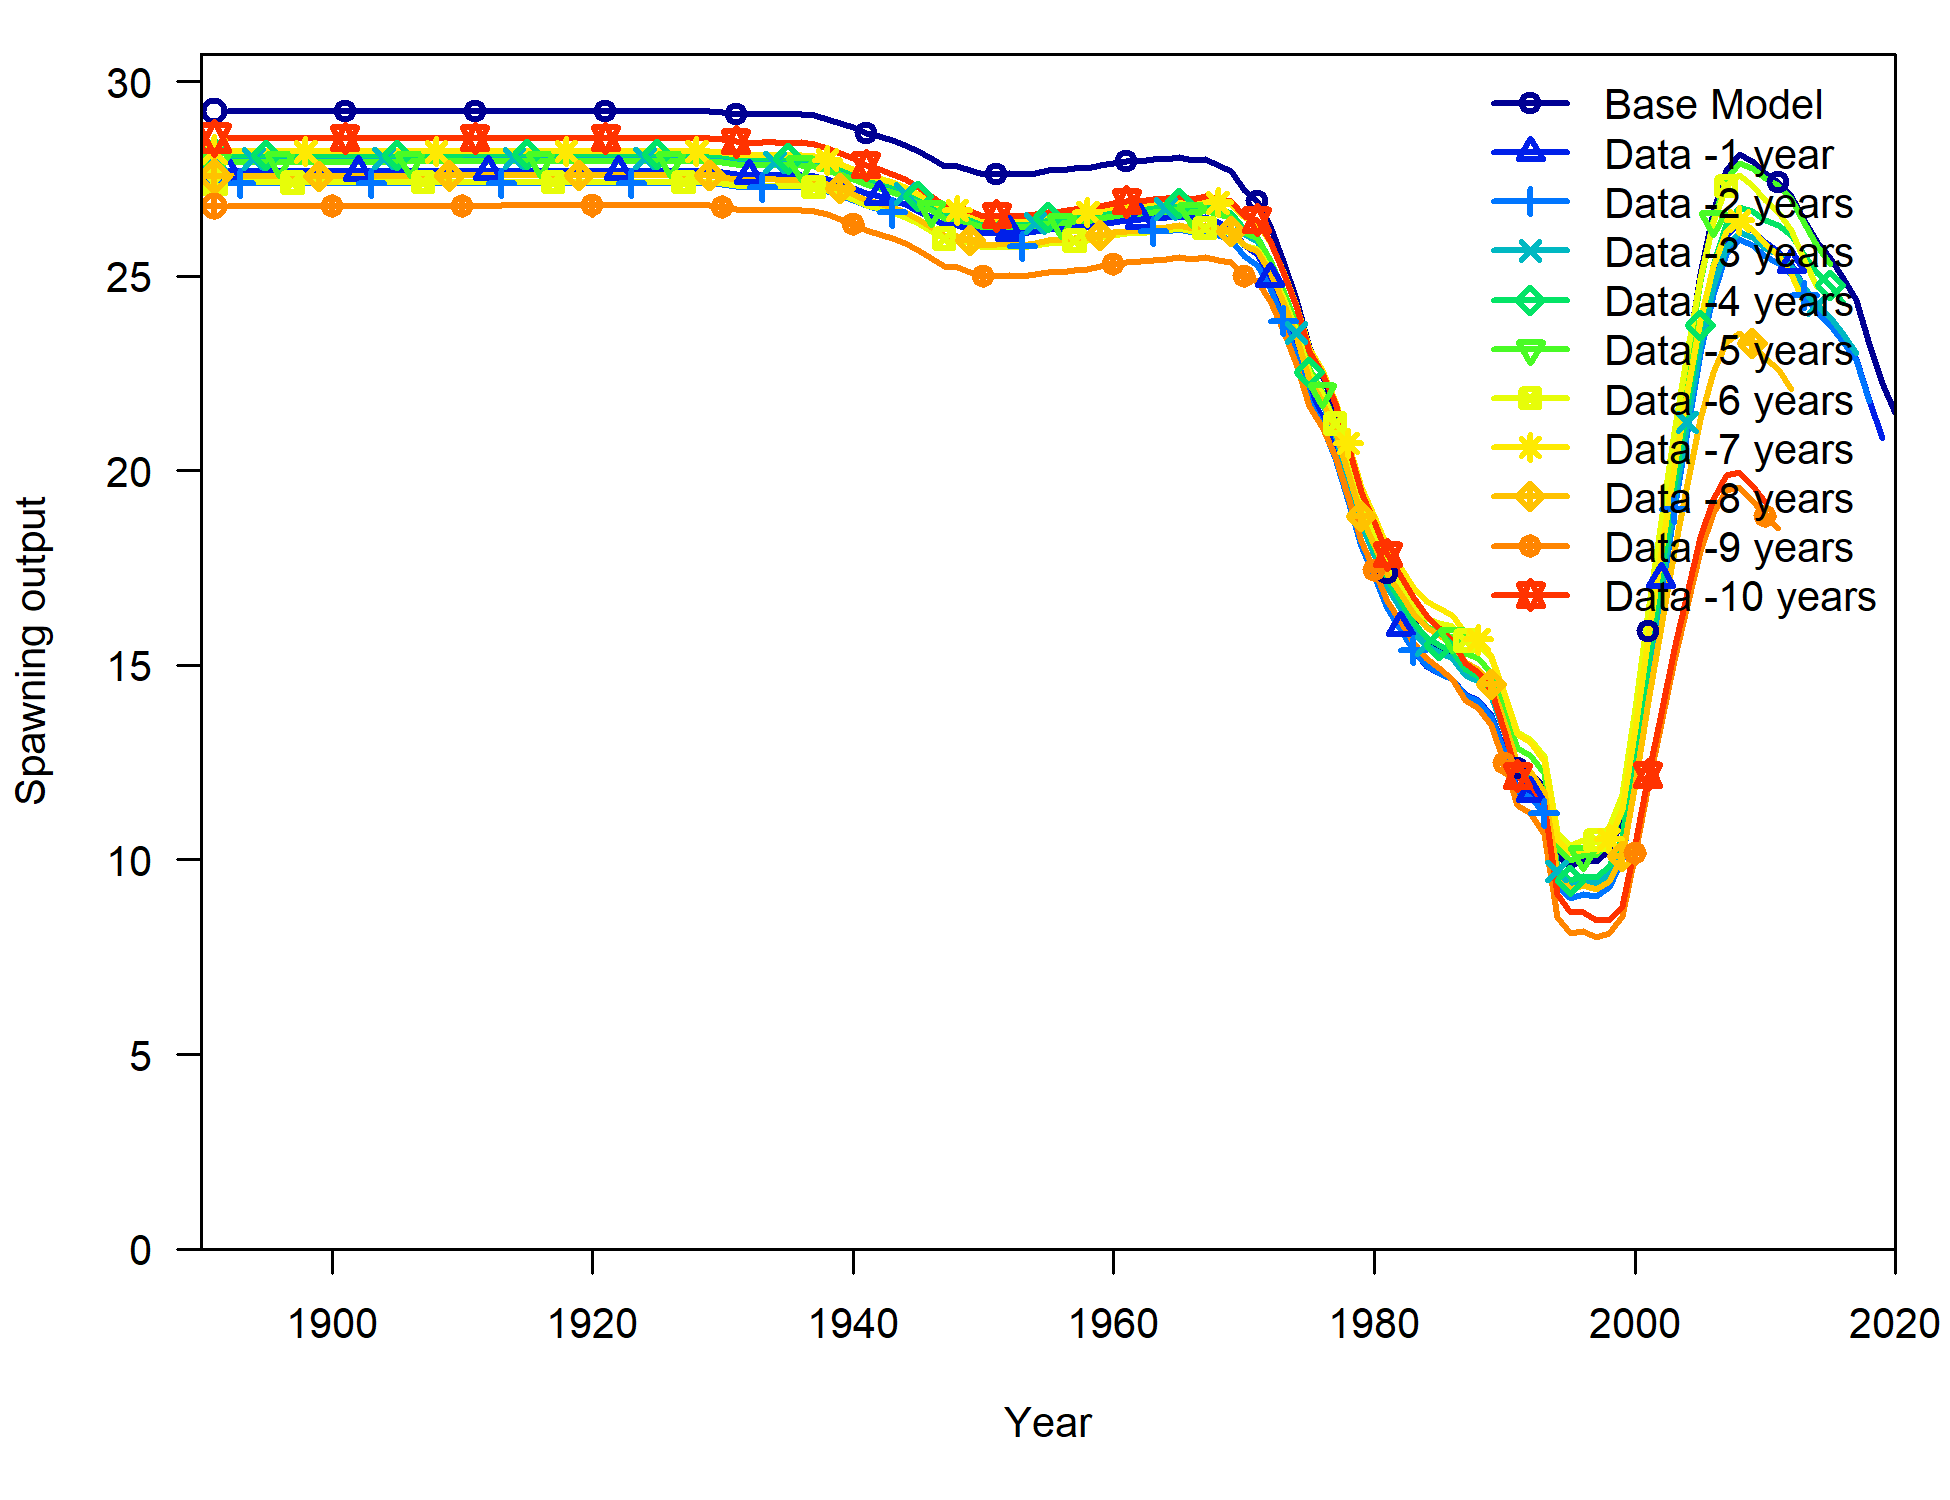 30
25
20
15
10
5
0
Spawning output
1900 1920 1940 1960 1980 2000 2020
Year
Base Model
Data -1 year
Data -2 years
Data -3 years
Data -4 years
Data -5 years
Data -6 years
Data -7 years
Data -8 years
Data -9 years
Data -10 years